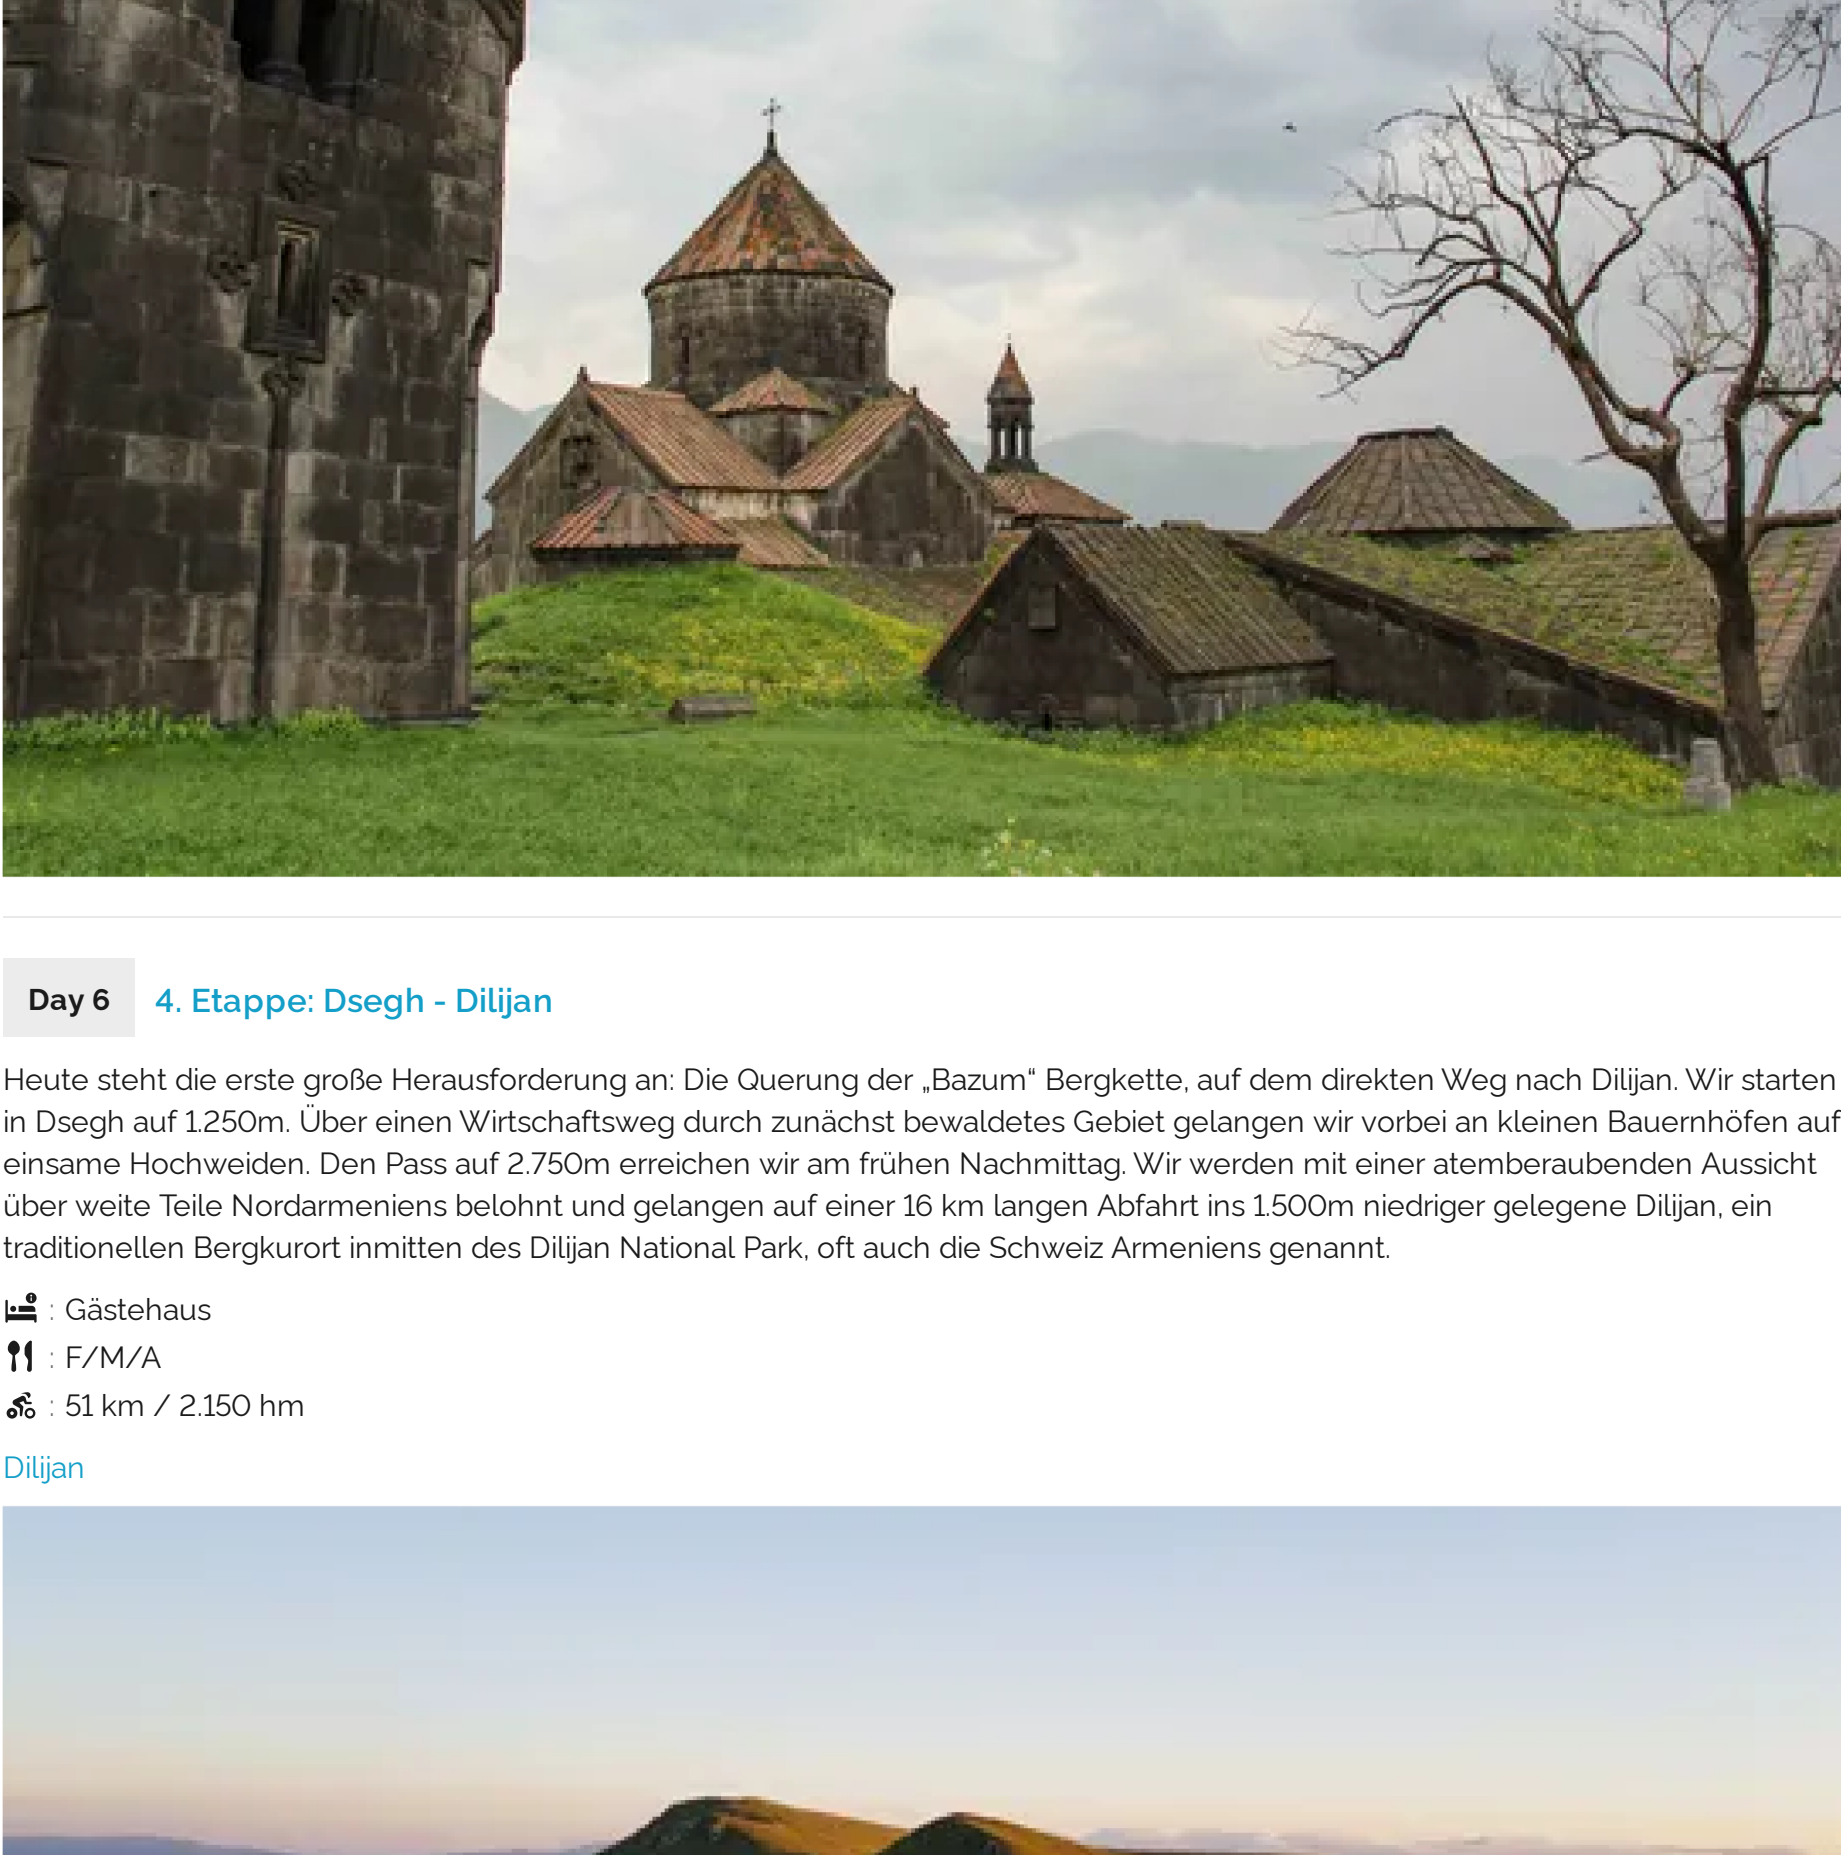 Day 6
4. Etappe: Dsegh - Dilijan
Heute steht die erste große Herausforderung an: Die Querung der „Bazum“ Bergkette, auf dem direkten Weg nach Dilijan. Wir starten
in Dsegh auf 1.250m. Über einen Wirtschaftsweg durch zunächst bewaldetes Gebiet gelangen wir vorbei an kleinen Bauernhöfen auf
einsame Hochweiden. Den Pass auf 2.750m erreichen wir am frühen Nachmittag. Wir werden mit einer atemberaubenden Aussicht
über weite Teile Nordarmeniens belohnt und gelangen auf einer 16 km langen Abfahrt ins 1.500m niedriger gelegene Dilijan, ein
traditionellen Bergkurort inmitten des Dilijan National Park, oft auch die Schweiz Armeniens genannt.
: Gästehaus
: F/M/A
: 51 km / 2.150 hm
Dilijan